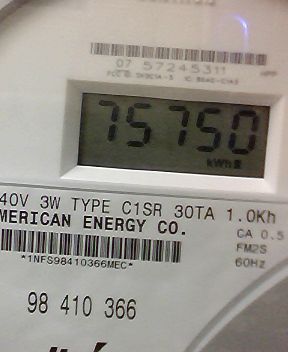 07 57245311
75750
kWh
40V 3W TYPE C1SR 30TA 1.0Kh
MERICAN ENERGY CO.
CA 0.5
*1NFS98410366MEC*
FM2S
60Hz
98 410 366